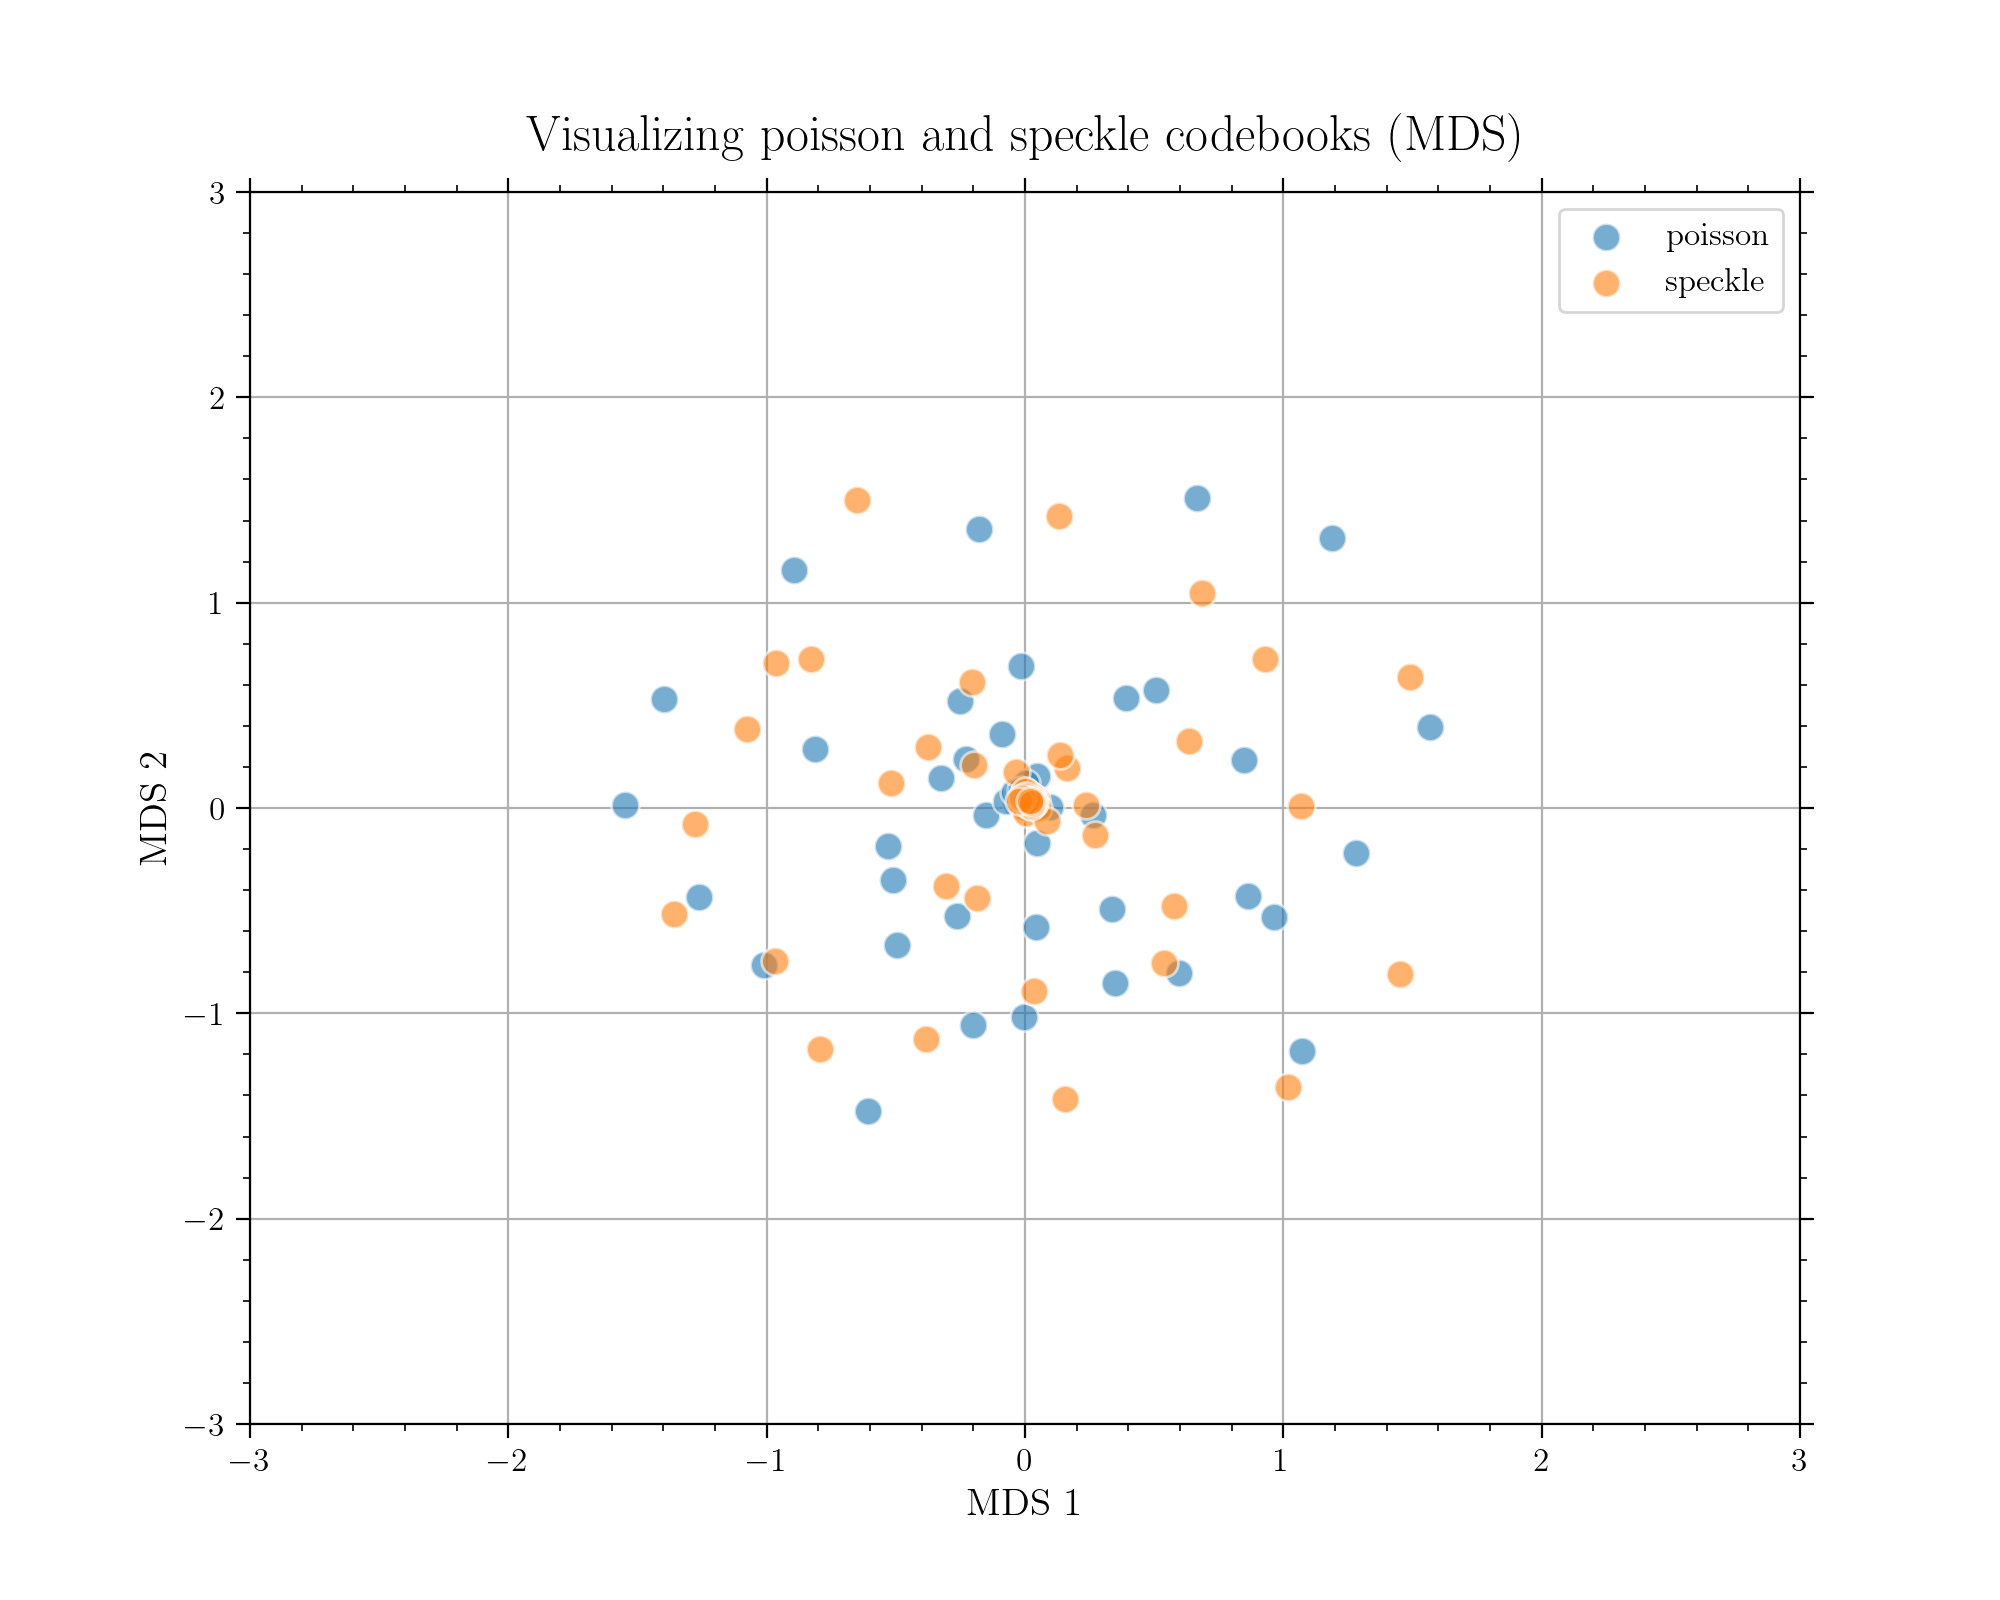 Visualizing poisson and speckle codebooks (MDS)
poisson
speckle
3
2
1
0
−1
−2
−3
MDS 2
−3
−2
−1
0
1
2
3
MDS 1